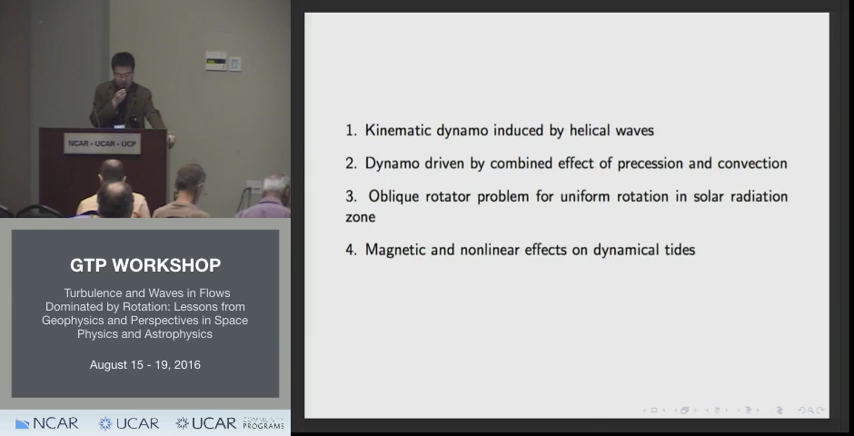 NCAR • UCAR • UCP
GTP WORKSHOP
Turbulence and Waves in Flows
Dominated by Rotation: Lessons from
Geophysics and Perspectives in Space
Physics and Astrophysics
August 15 - 19, 2016
NCAR
UCAR
UCAR COMMUNITY
PROGRAMS
1. Kinematic dynamo induced by helical waves
2. Dynamo driven by combined effect of precession and convection
3. Oblique rotator problem for uniform rotation in solar radiation
zone
4. Magnetic and nonlinear effects on dynamical tides